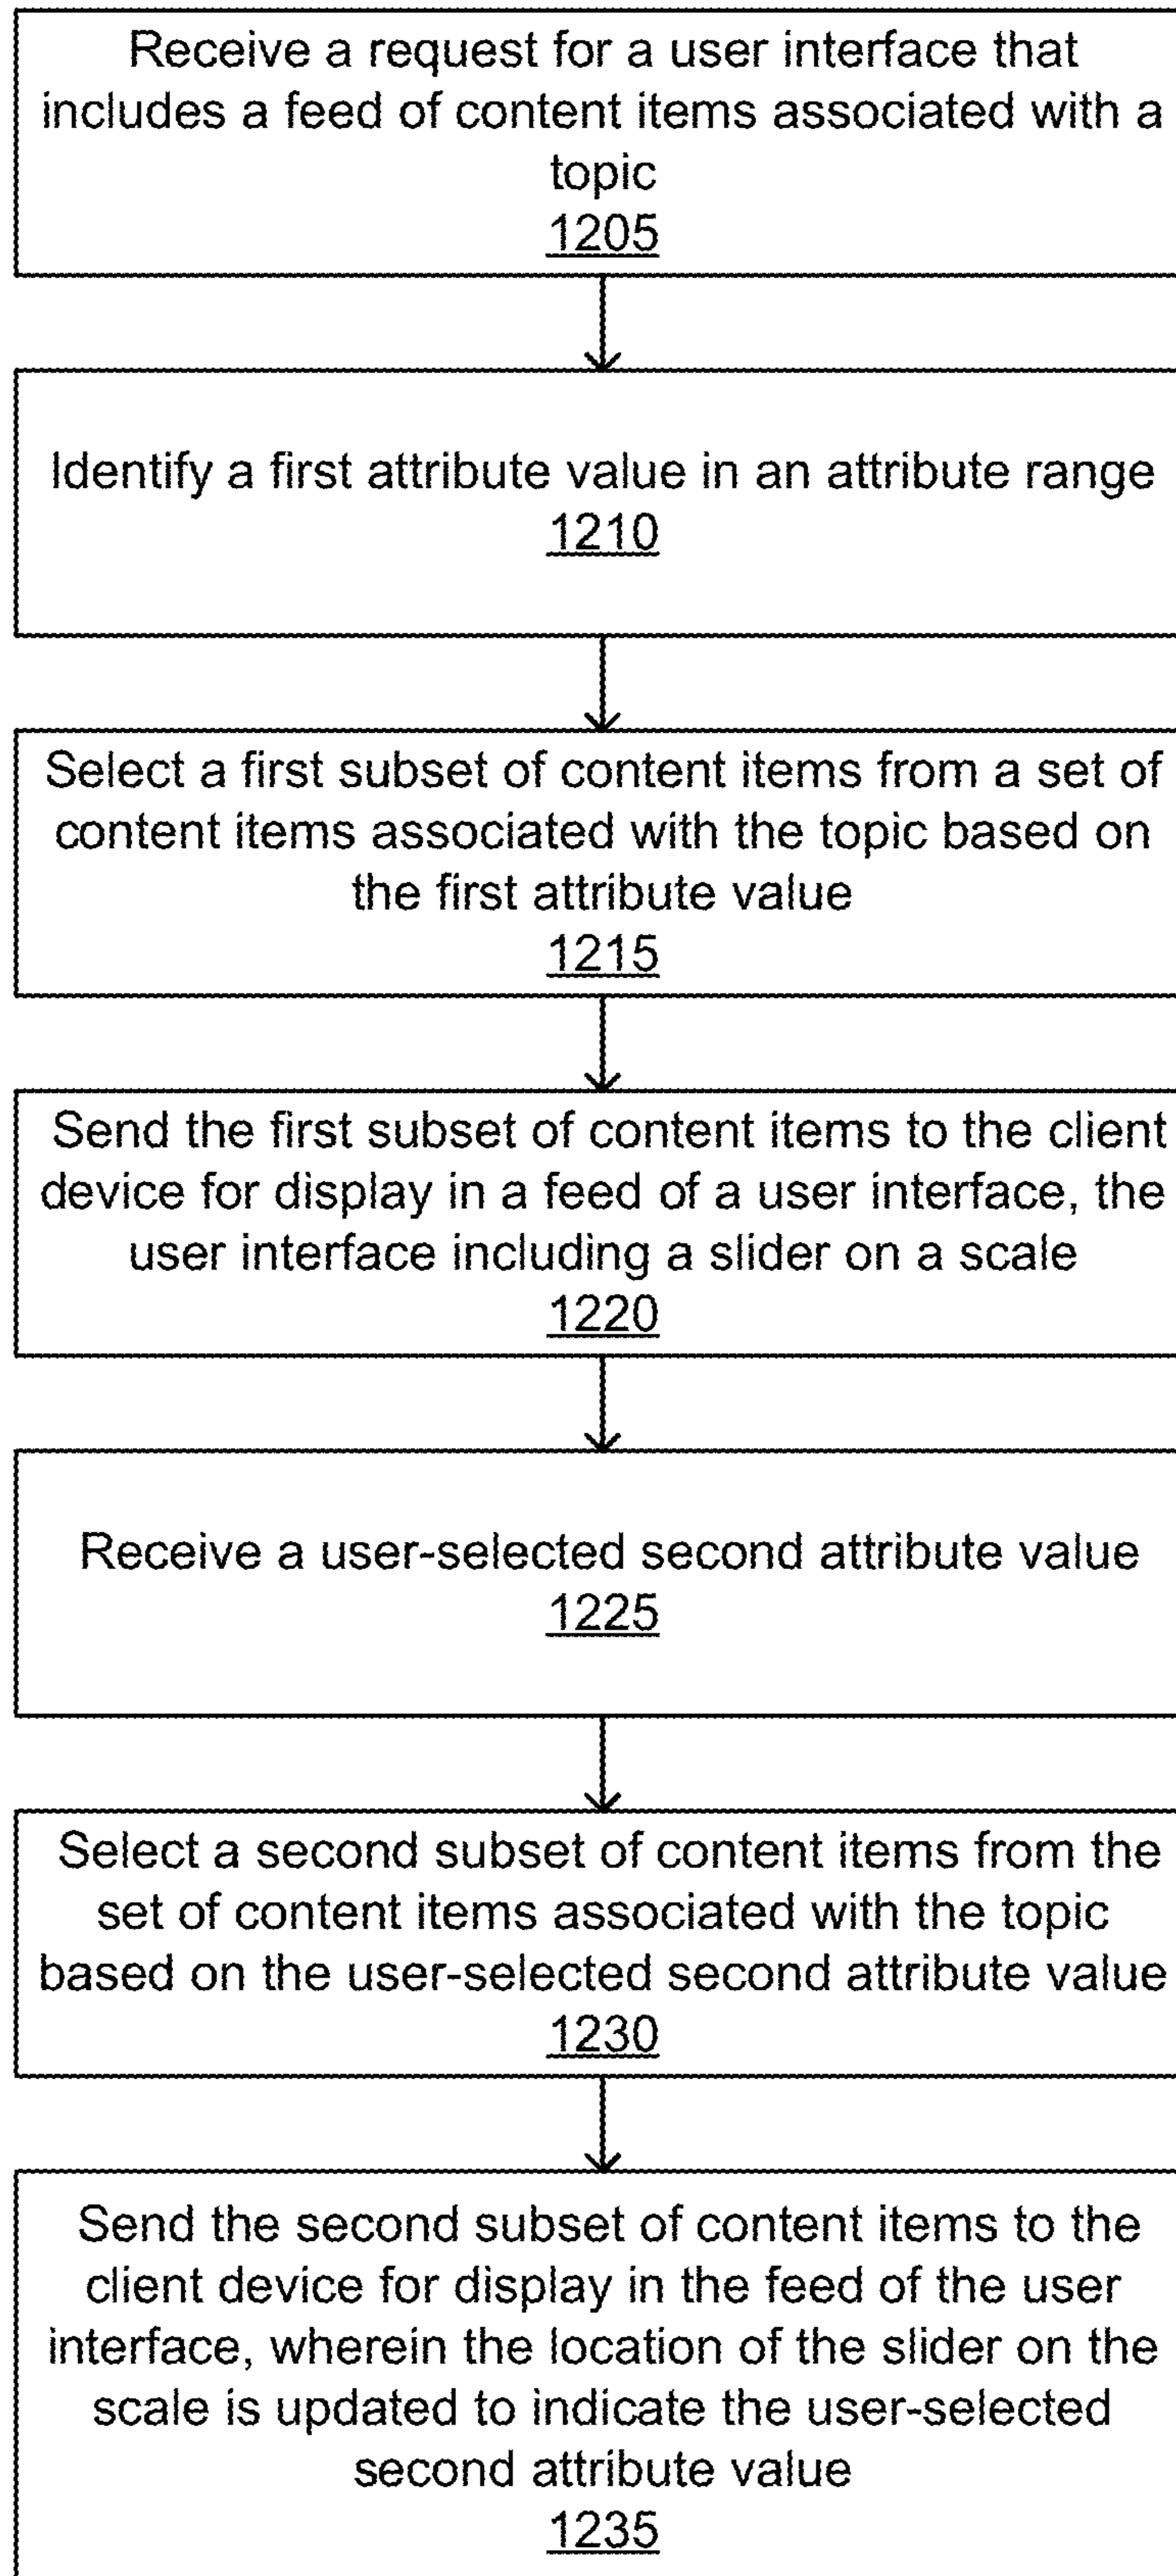 Receive a request for a user interface that
includes a feed of content items associated with a
topic
1205
Identify a first attribute value in an attribute range
1210
Select a first subset of content items from a set of
content items associated with the topic based on
the first attribute value
1215
Send the first subset of content items to the client
device for display in a feed of a user interface, the
user interface including a slider on a scale
1220
Receive a user-selected second attribute value
1225
Select a second subset of content items from the
set of content items associated with the topic
based on the user-selected second attribute value
1230
Send the second subset of content items to the
client device for display in the feed of the user
interface, wherein the location of the slider on the
scale is updated to indicate the user-selected
second attribute value
1235